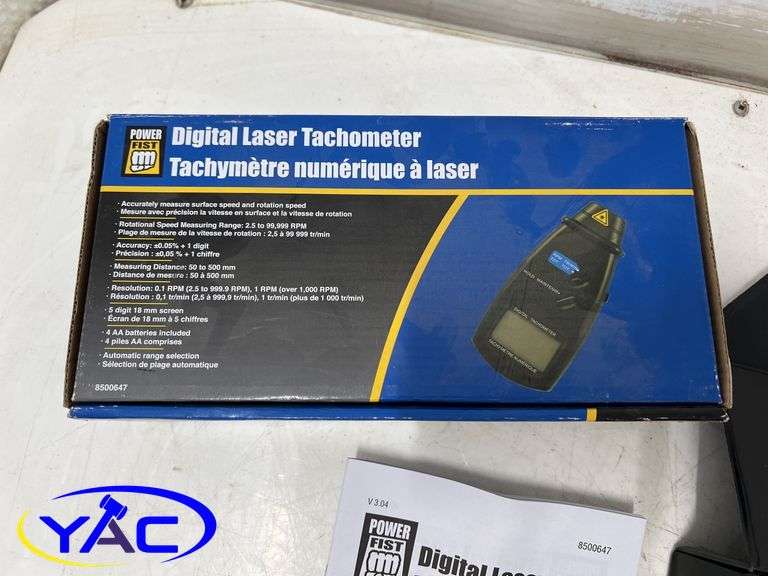 POWER
FIST
Digital Laser Tachometer
Tachymètre numérique à laser
· Accurately measure surface speed and rotation speed
· Mesure avec précision la vitesse en surface et la vitesse de rotation
· Rotational Speed Measuring Range: 2.5 to 99,999 RPM
· Plage de mesure de la vitesse de rotation : 2,5 à 99 999 tr/min
· Accuracy: ±0.05% + 1 digit
· Précision : ±0,05 % + 1 chiffre
· Measuring Distance: 50 to 500 mm
· Distance de mesure : 50 à 500 mm
· Resolution: 0.1 RPM (2.5 to 999.9 RPM), 1 RPM (over 1,000 RPM)
· Résolution : 0,1 tr/min (2,5 à 999,9 tr/min), 1 tr/min (plus de 1 000 tr/min)
· 5 digit 18 mm screen
· Écran de 18 mm à 5 chiffres
· 4 AA batteries included
· 4 piles AA comprises
· Automatic range selection
· Sélection de plage automatique
8500647
HOLD MAINTENIR
DIGITAL TACHOMETER
TACHYMÈTRE NUMÉRIQUE
V 3.04
POWER
FIST
Digital Laser
8500647
YAC